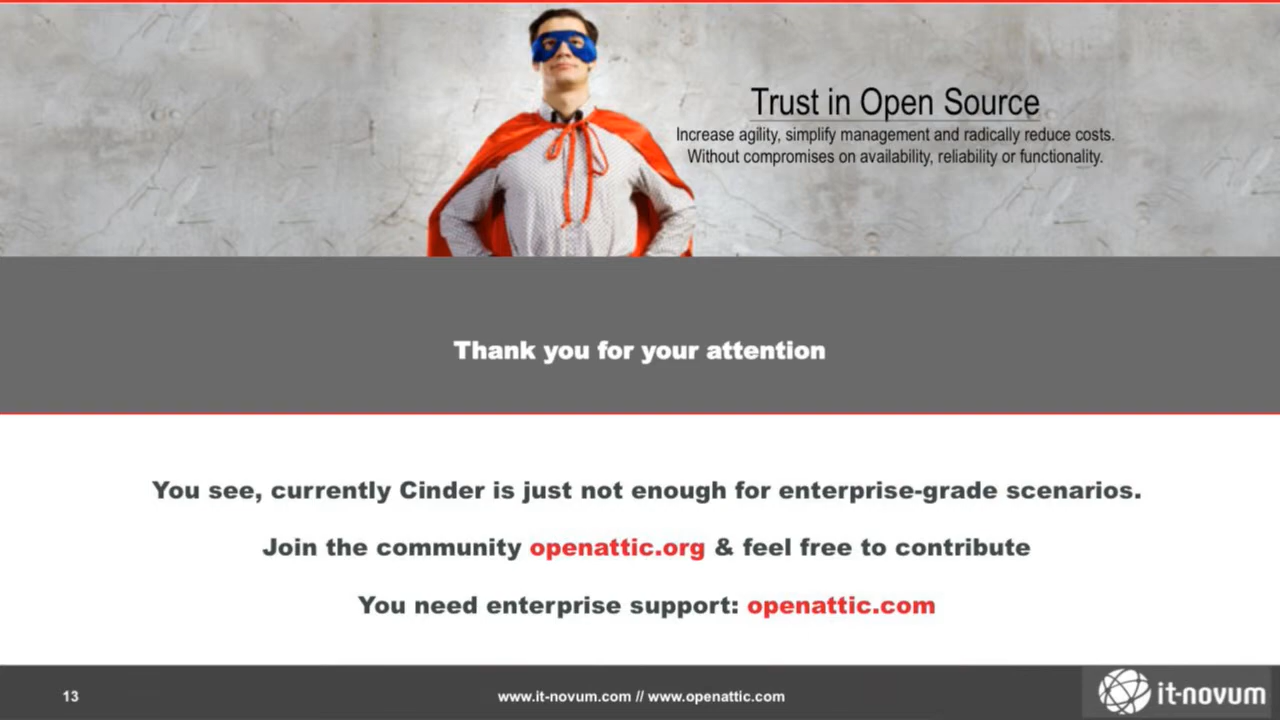 Trust in Open Source
Increase agility, simplify management and radically reduce costs.
Without compromises on availability, reliability or functionality.
Thank you for your attention
You see, currently Cinder is just not enough for enterprise-grade scenarios.
Join the community openattic.org & feel free to contribute
You need enterprise support: openattic.com
13
www.it-novum.com // www.openattic.com
it-novum